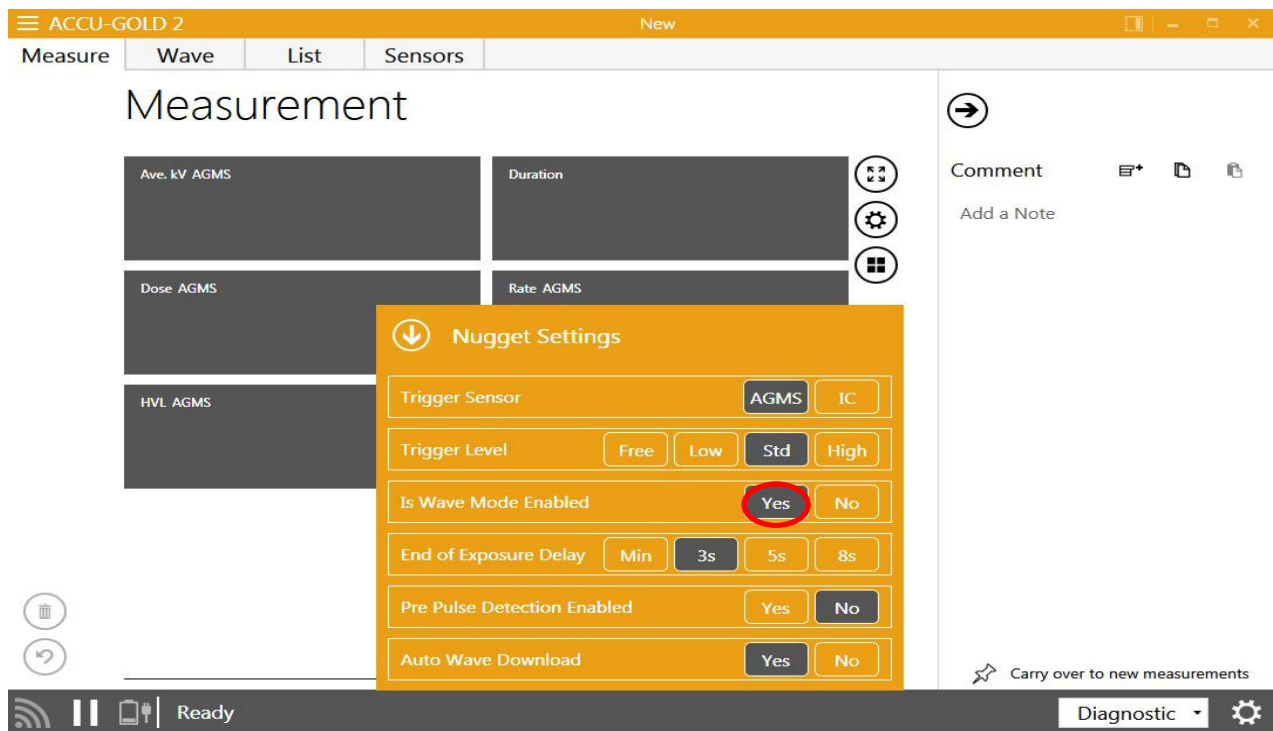 ACCU-GOLD 2 New
Measure Wave List Sensors
Measurement
Ave. kV AGMS Duration
Dose AGMS Rate AGMS
HVL AGMS
Comment
Add a Note
Nugget Settings
Trigger Sensor AGMS IC
Trigger Level Free Low Std High
Is Wave Mode Enabled Yes No
End of Exposure Delay Min 3s 5s 8s
Pre Pulse Detection Enabled Yes No
Auto Wave Download Yes No
Carry over to new measurements
Ready Diagnostic